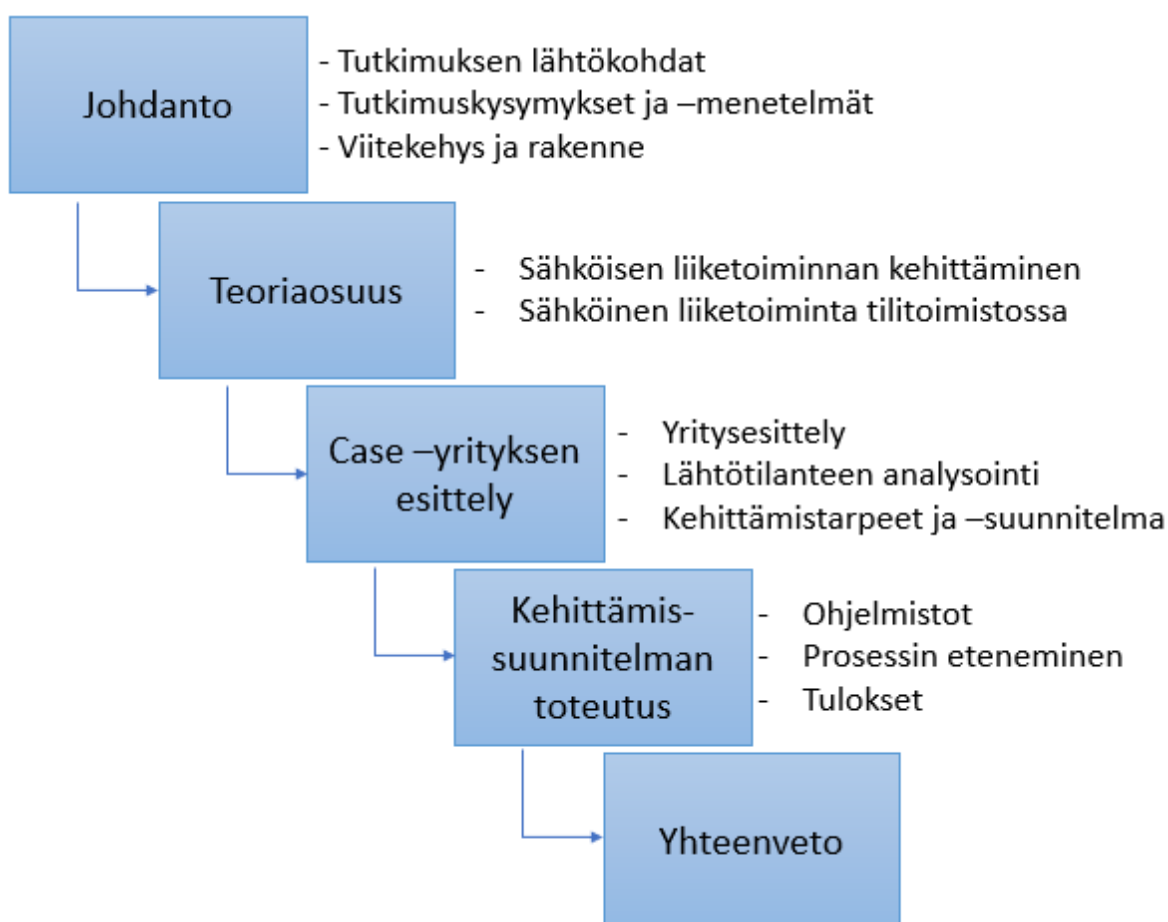 Johdanto
- Tutkimuksen lähtökohdat
- Tutkimuskysymykset ja –menetelmät
- Viitekehys ja rakenne
Teoriaosuus
- Sähköisen liiketoiminnan kehittäminen
- Sähköinen liiketoiminta tilitoimistossa
Case –yrityksen
esittely
- Yritysesittely
- Lähtötilanteen analysointi
- Kehittämistarpeet ja –suunnitelma
Kehittämis-
suunnitelman
toteutus
- Ohjelmistot
- Prosessin eteneminen
- Tulokset
Yhteenveto